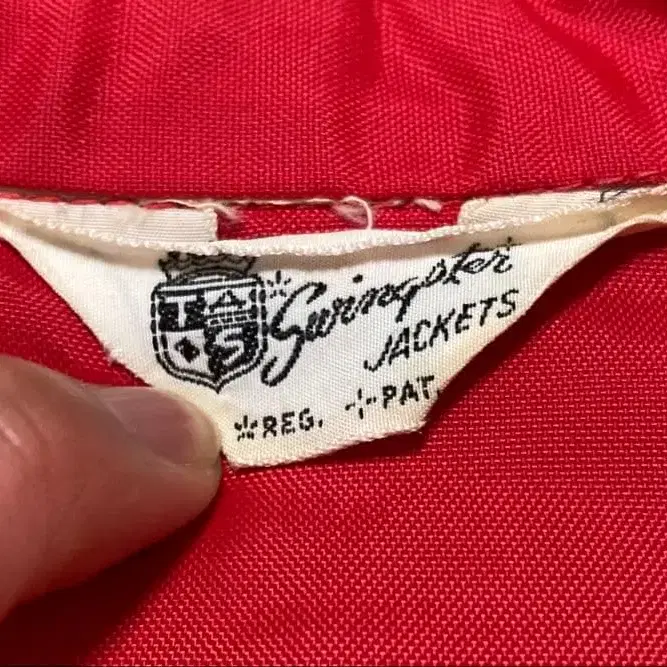 *Swingster+
JACKETS
*REG. +PAT.